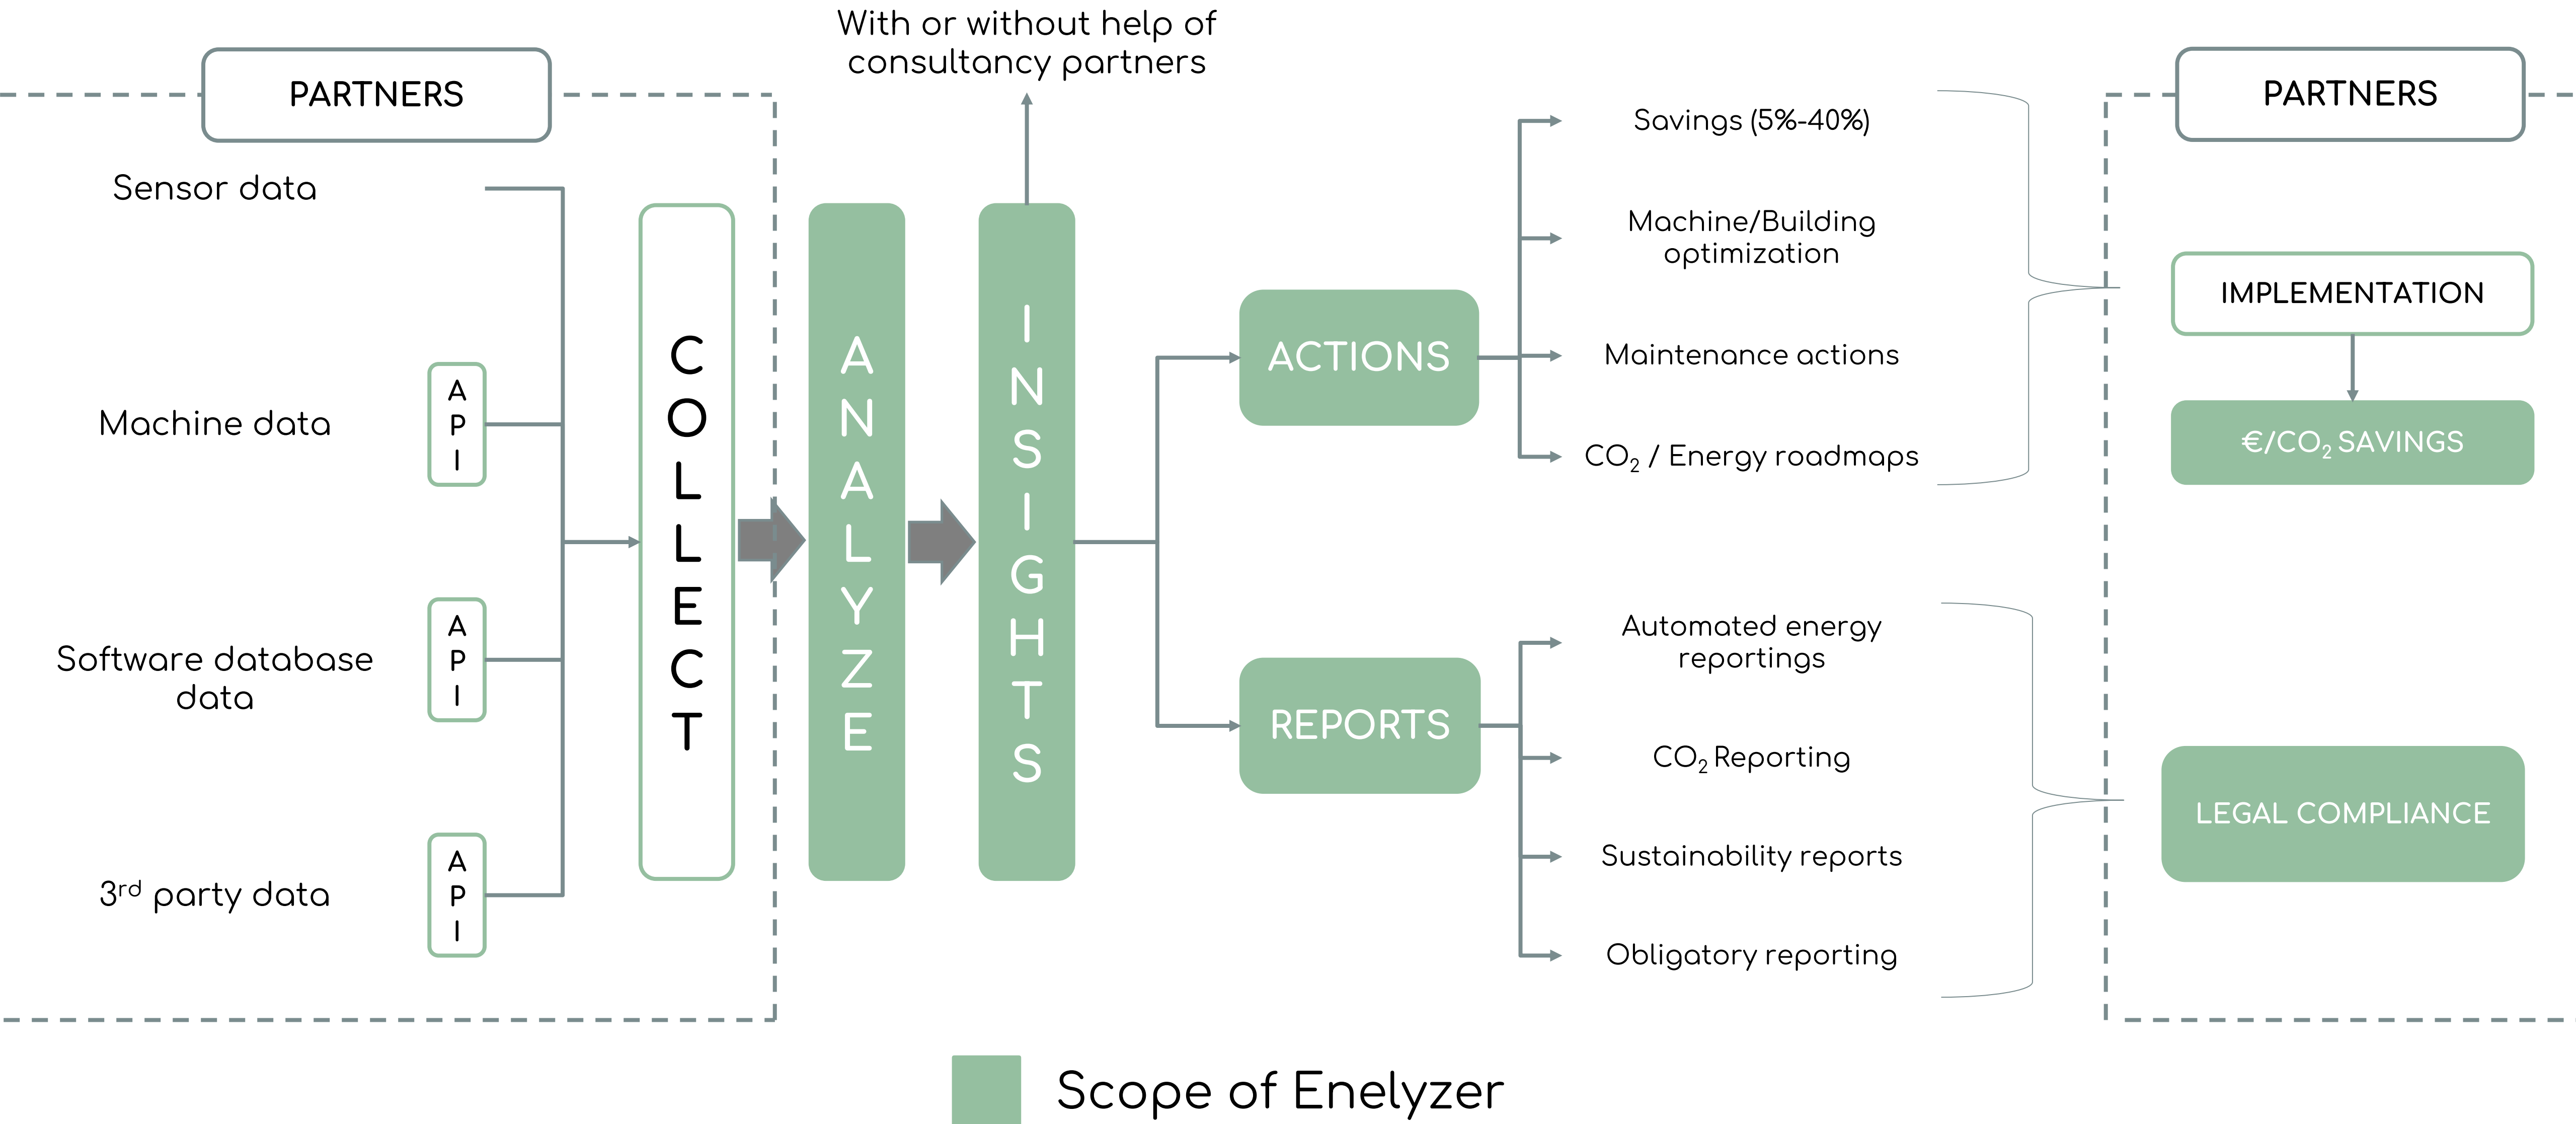 With or without help of
consultancy partners
PARTNERS
Sensor data
Machine data
API
Software database
data
API
3rd party data
API
COLLECT
ANALYZE
INSIGHTS
ACTIONS
Savings (5%-40%)
Machine/Building
optimization
Maintenance actions
CO₂ / Energy roadmaps
REPORTS
Automated energy
reportings
CO₂ Reporting
Sustainability reports
Obligatory reporting
PARTNERS
IMPLEMENTATION
€/CO₂ SAVINGS
LEGAL COMPLIANCE
Scope of Enelyzer